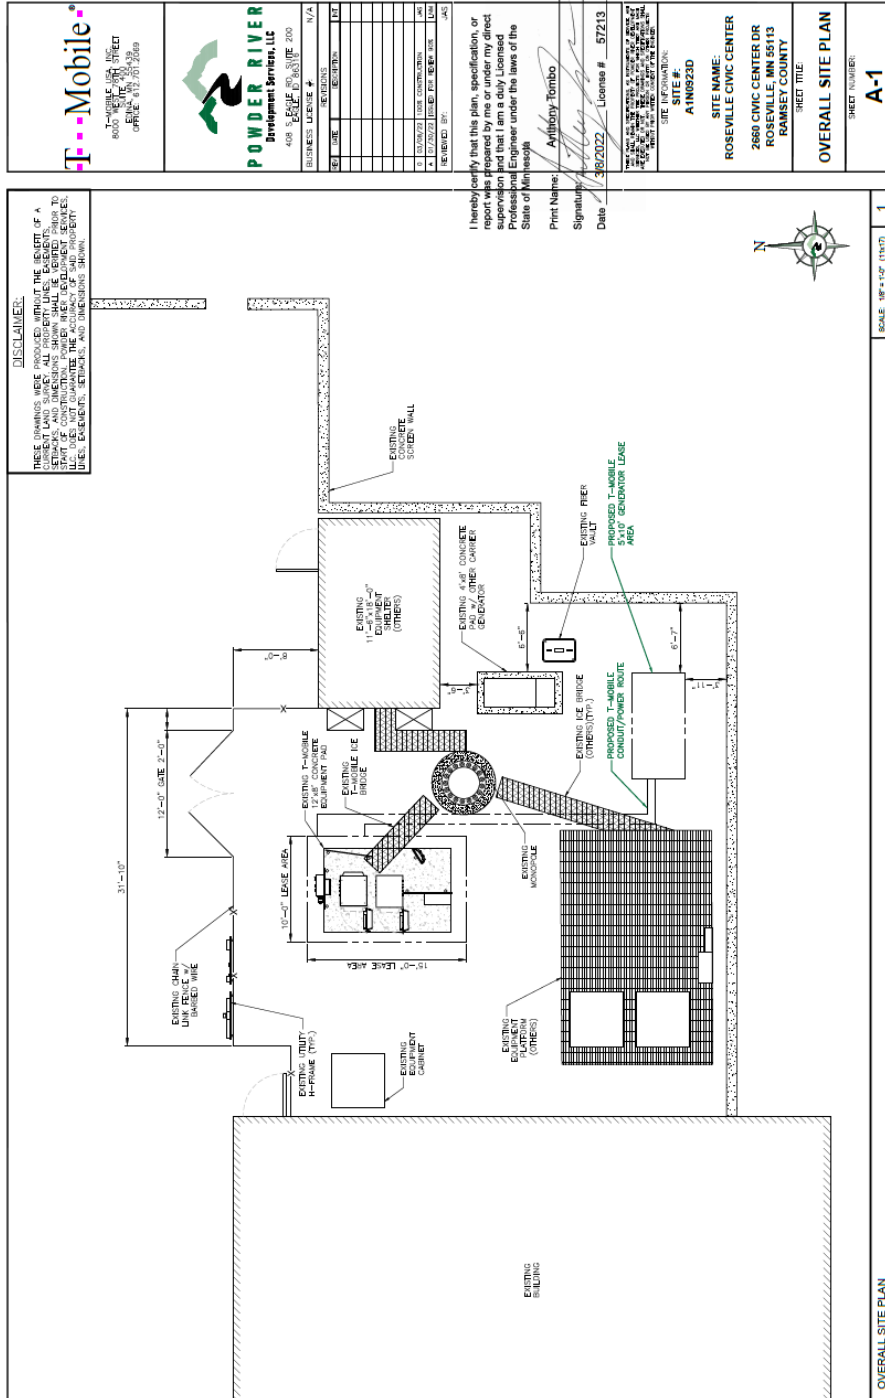 DISCLAIMER:
THESE DRAWINGS WERE PRODUCED WITHOUT THE BENEFIT OF A
CURRENT LAND SURVEY. ALL PROPERTY LINES, EASEMENTS,
SETBACKS, AND DIMENSIONS SHOWN SHALL BE VERIFIED PRIOR TO
START OF CONSTRUCTION. POWDER RIVER DEVELOPMENT SERVICES,
LLC. DOES NOT GUARANTEE THE ACCURACY OF SAID PROPERTY
LINES, EASEMENTS, SETBACKS, AND DIMENSIONS SHOWN.
31'-10"
12'-0" GATE
2'-0"
8'-0"
EXISTING CHAIN
LINK FENCE w/
BARBED WIRE
EXISTING UTILITY
H-FRAME (TYP.)
EXISTING
EQUIPMENT
CABINET
10'-0" LEASE AREA
15'-0" LEASE AREA
EXISTING T-MOBILE
12'x8' CONCRETE
EQUIPMENT PAD
EXISTING
T-MOBILE ICE
BRIDGE
EXISTING
EQUIPMENT
SHELTER
(OTHERS)
EXISTING
CONCRETE
SCREEN WALL
EXISTING 4'x8' CONCRETE
PAD w/ OTHER CARRIER
GENERATOR
6'-6"
EXISTING FIBER
VAULT
EXISTING
MONOPOLE
EXISTING ICE BRIDGE
(OTHERS)(TYP.)
PROPOSED T-MOBILE
CONDUIT/POWER ROUTE
PROPOSED T-MOBILE
5'x10' GENERATOR LEASE
AREA
6'-7"
EXISTING
EQUIPMENT
PLATFORM
(OTHERS)
EXISTING
BUILDING
N
OVERALL SITE PLAN
SCALE: 1/8" = 1'-0" (11x17)
1
T-Mobile
T-MOBILE USA, INC.
8000 WEST 78TH STREET
SUITE 400
EDINA, MN 55439
OFFICE: 612.701.2069
POWDER RIVER
Development Services, LLC
408 S. EAGLE RD, SUITE 200
EAGLE, ID 83616
BUSINESS LICENSE #: N/A
REVISIONS
REV DATE DESCRIPTION INT
0 03/08/22 100% CONSTRUCTION JAS
REVIEWED BY: JAS
I hereby certify that this plan, specification, or
report was prepared by me or under my direct
supervision and that I am a duly Licensed
Professional Engineer under the laws of the
State of Minnesota
Print Name: Anthony Tombo
Signature:
Date 3/8/2022 License # 57213
SITE INFORMATION:
SITE #:
A1N0923D
SITE NAME:
ROSEVILLE CIVIC CENTER
2660 CIVIC CENTER DR
ROSEVILLE, MN 55113
RAMSEY COUNTY
SHEET TITLE:
OVERALL SITE PLAN
SHEET NUMBER:
A-1